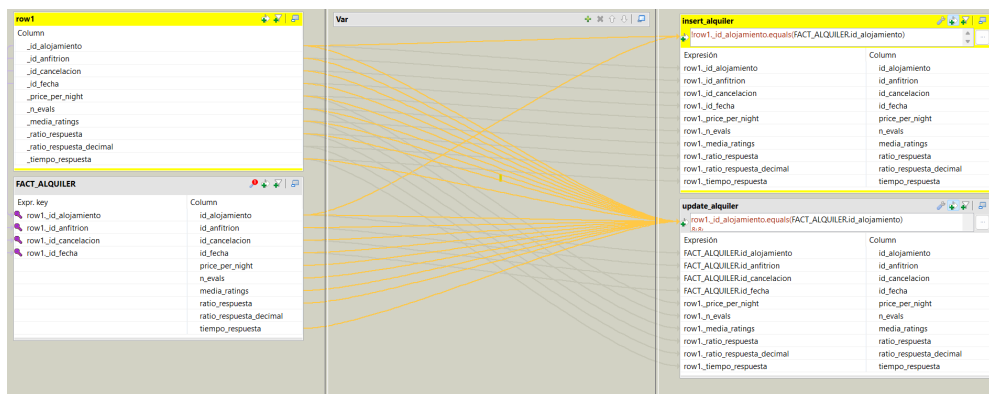 row1
Column
_id_alojamiento
_id_anfitrion
_id_cancelacion
_id_fecha
_price_per_night
_n_evals
_media_ratings
_ratio_respuesta
_ratio_respuesta_decimal
_tiempo_respuesta
FACT_ALQUILER
Expr. key Column
row1._id_alojamiento id_alojamiento
row1._id_anfitrion id_anfitrion
row1._id_cancelacion id_cancelacion
row1._id_fecha id_fecha
price_per_night
n_evals
media_ratings
ratio_respuesta
ratio_respuesta_decimal
tiempo_respuesta
Var
insert_alquiler
!row1._id_alojamiento.equals(FACT_ALQUILER.id_alojamiento)
Expresión Column
row1._id_alojamiento id_alojamiento
row1._id_anfitrion id_anfitrion
row1._id_cancelacion id_cancelacion
row1._id_fecha id_fecha
row1._price_per_night price_per_night
row1._n_evals n_evals
row1._media_ratings media_ratings
row1._ratio_respuesta ratio_respuesta
row1._ratio_respuesta_decimal ratio_respuesta_decimal
row1._tiempo_respuesta tiempo_respuesta
update_alquiler
row1._id_alojamiento.equals(FACT_ALQUILER.id_alojamiento)
Expresión Column
FACT_ALQUILER.id_alojamiento id_alojamiento
FACT_ALQUILER.id_anfitrion id_anfitrion
FACT_ALQUILER.id_cancelacion id_cancelacion
FACT_ALQUILER.id_fecha id_fecha
row1._price_per_night price_per_night
row1._n_evals n_evals
row1._media_ratings media_ratings
row1._ratio_respuesta ratio_respuesta
row1._ratio_respuesta_decimal ratio_respuesta_decimal
row1._tiempo_respuesta tiempo_respuesta